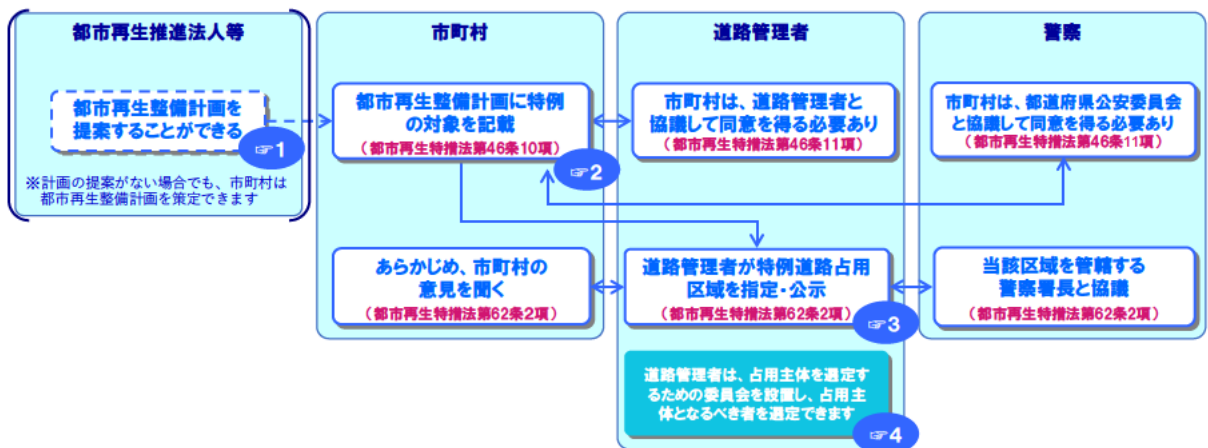 都市再生推進法人等
都市再生整備計画を
提案することができる
☞1
※計画の提案がない場合でも、市町村は
都市再生整備計画を策定できます
市町村
都市再生整備計画に特例
の対象を記載
（都市再生特措法第46条10項）
☞2
あらかじめ、市町村の
意見を聞く
（都市再生特措法第62条2項）
道路管理者
市町村は、道路管理者と
協議して同意を得る必要あり
（都市再生特措法第46条11項）
道路管理者が特例道路占用
区域を指定・公示
（都市再生特措法第62条2項）
☞3
道路管理者は、占用主体を選定す
るための委員会を設置し、占用主
体となるべき者を選定できます
☞4
警察
市町村は、都道府県公安委員会
と協議して同意を得る必要あり
（都市再生特措法第46条11項）
当該区域を管轄する
警察署長と協議
（都市再生特措法第62条2項）